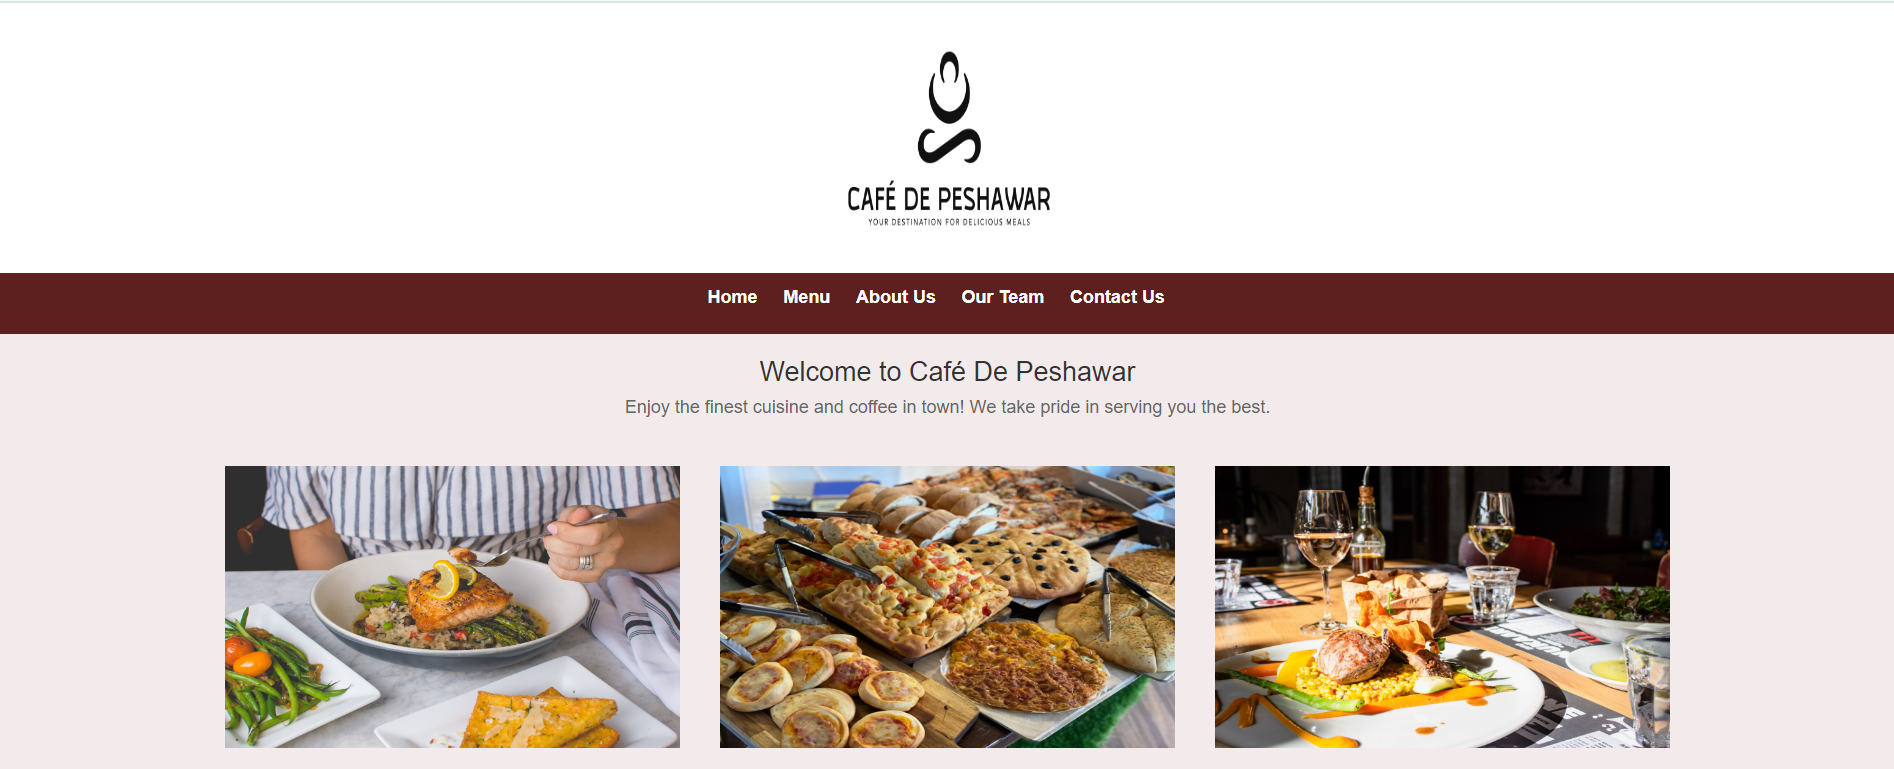 CAFÉ DE PESHAWAR
YOUR DESTINATION FOR DELICIOUS MEALS
Home Menu About Us Our Team Contact Us
Welcome to Café De Peshawar
Enjoy the finest cuisine and coffee in town! We take pride in serving you the best.